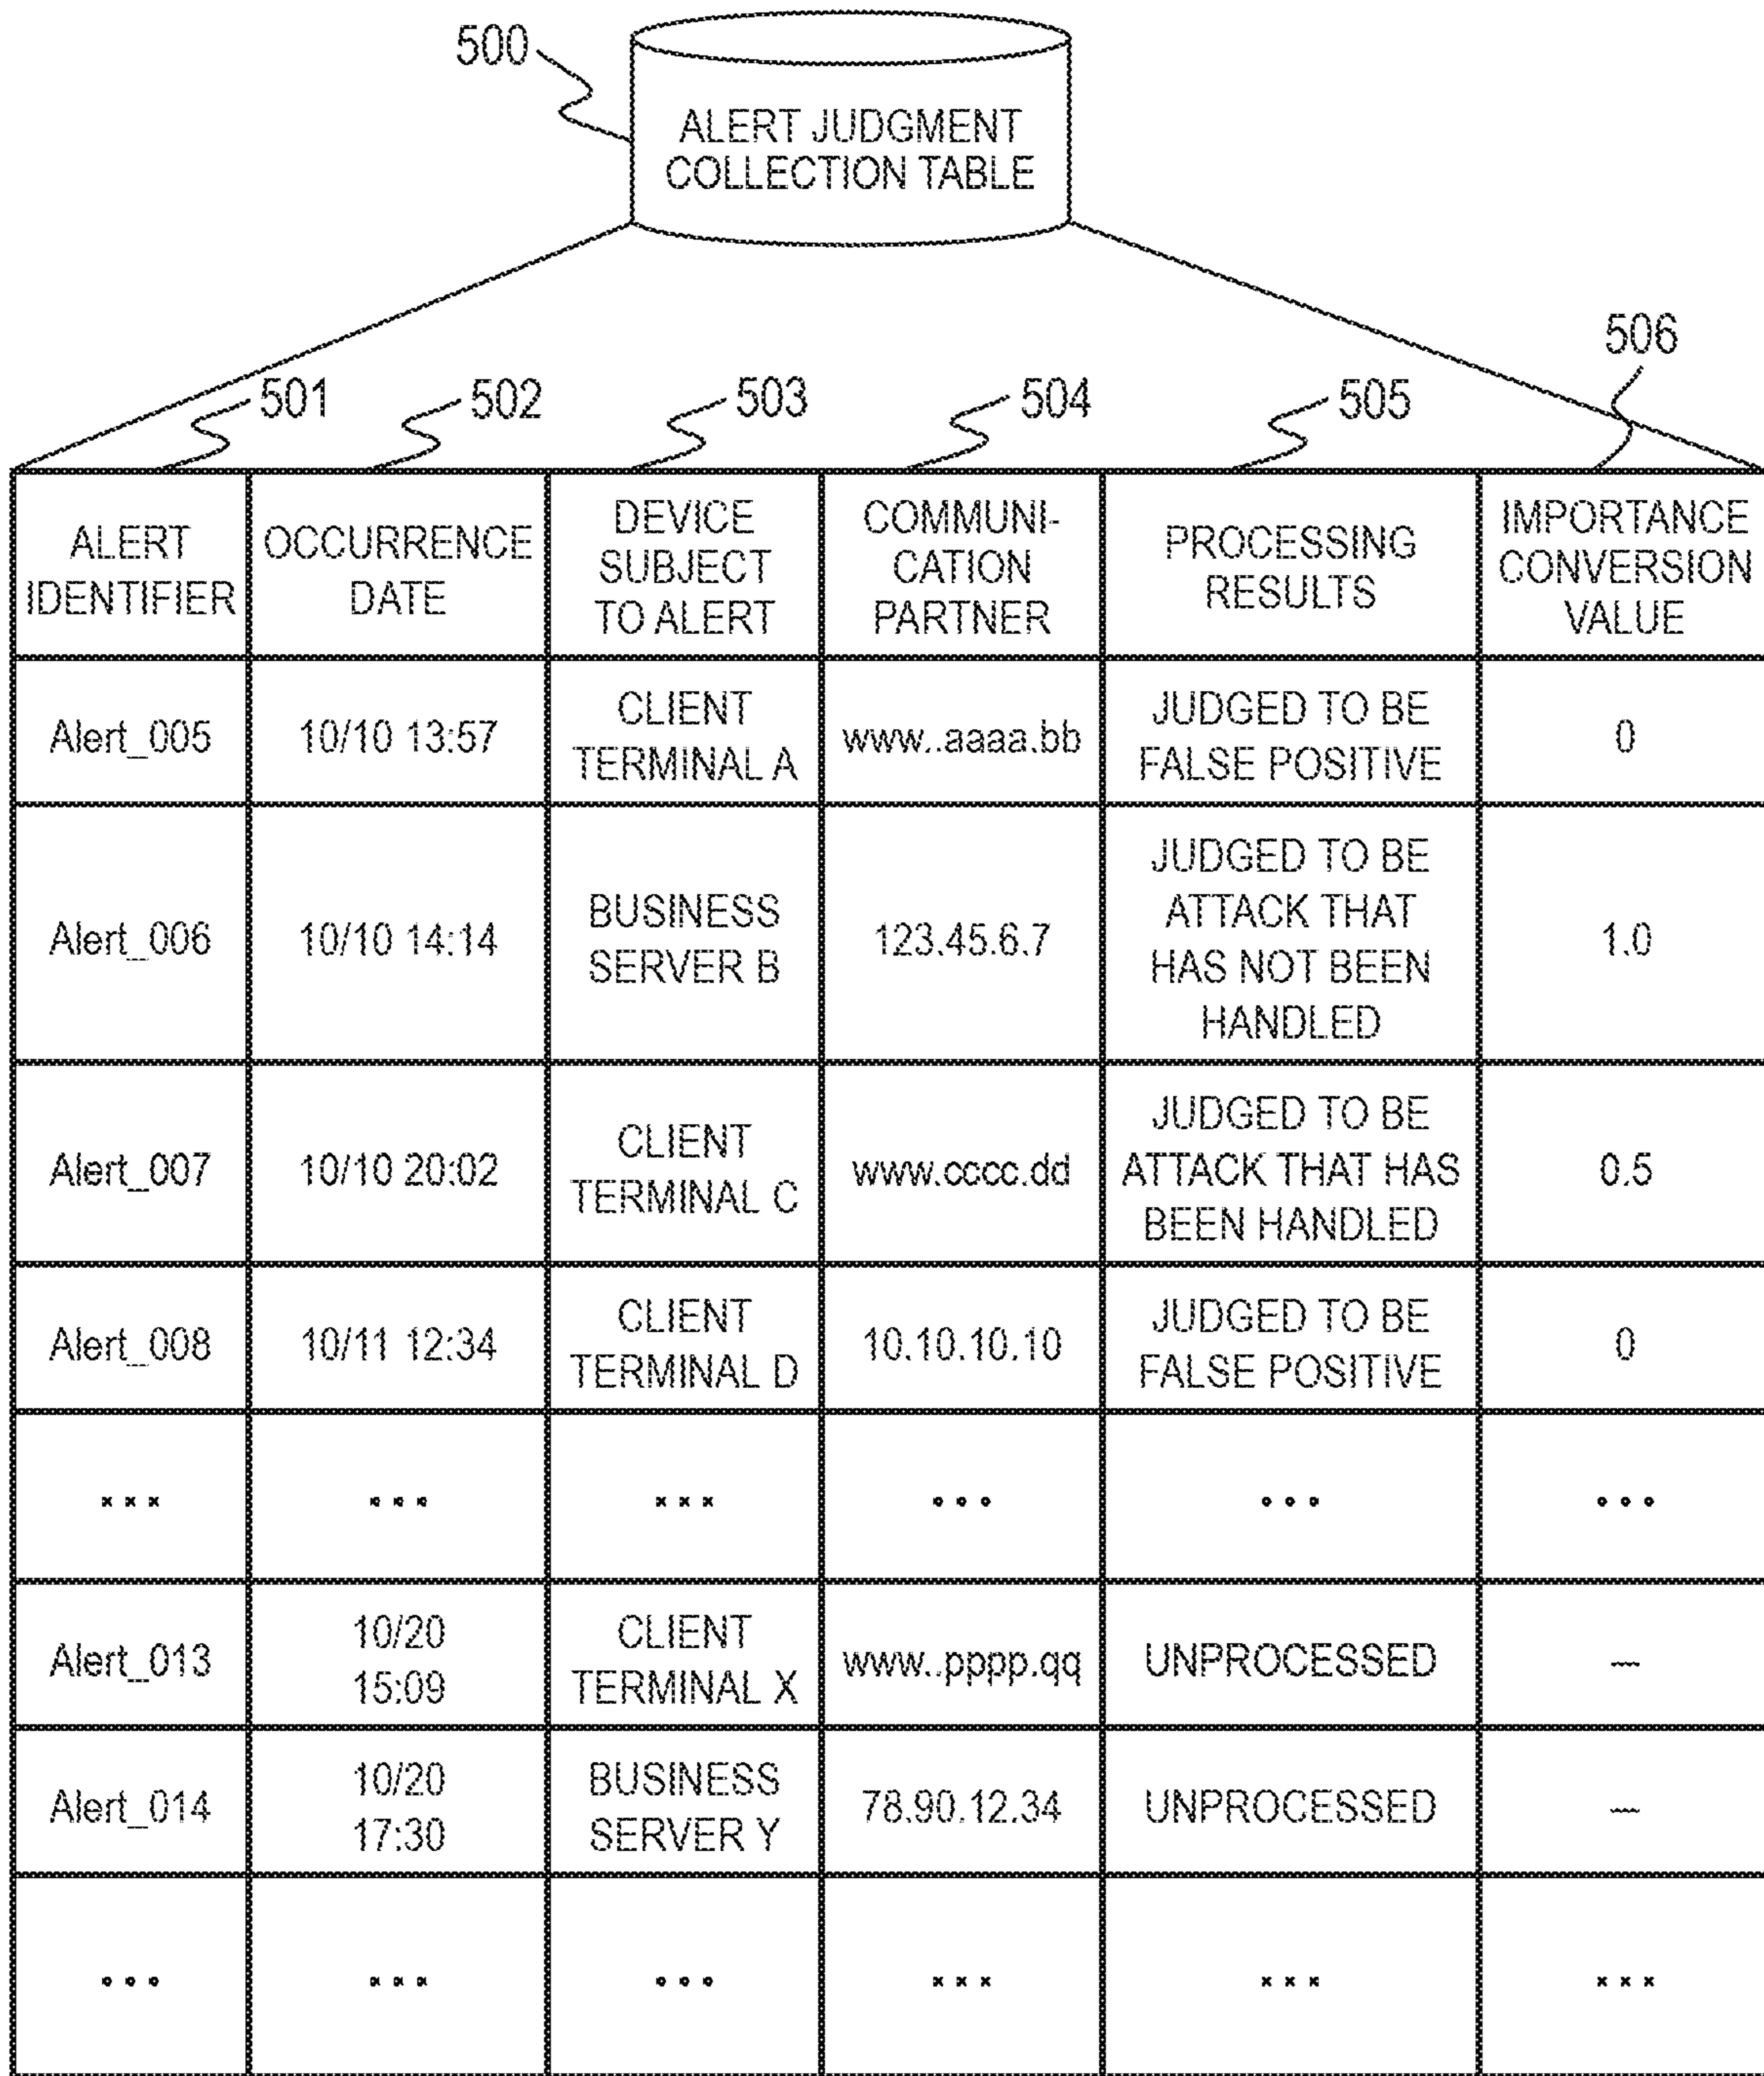 500
ALERT JUDGMENT
COLLECTION TABLE
506
501
502
503
504
505
ALERT
IDENTIFIER
OCCURRENCE
DATE
DEVICE
SUBJECT
TO ALERT
COMMUNI-
CATION
PARTNER
PROCESSING
RESULTS
IMPORTANCE
CONVERSION
VALUE
Alert_005
10/10 13:57
CLIENT
TERMINAL A
www..aaaa.bb
JUDGED TO BE
FALSE POSITIVE
0
Alert_006
10/10 14:14
BUSINESS
SERVER B
123.45.6.7
JUDGED TO BE
ATTACK THAT
HAS NOT BEEN
HANDLED
1.0
Alert_007
10/10 20:02
CLIENT
TERMINAL C
www.cccc.dd
JUDGED TO BE
ATTACK THAT HAS
BEEN HANDLED
0.5
Alert_008
10/11 12:34
CLIENT
TERMINAL D
10.10.10.10
JUDGED TO BE
FALSE POSITIVE
0
...
...
...
...
...
...
Alert_013
10/20
15:09
CLIENT
TERMINAL X
www..pppp.qq
UNPROCESSED
—
Alert_014
10/20
17:30
BUSINESS
SERVER Y
78.90.12.34
UNPROCESSED
—
...
...
...
...
...
...